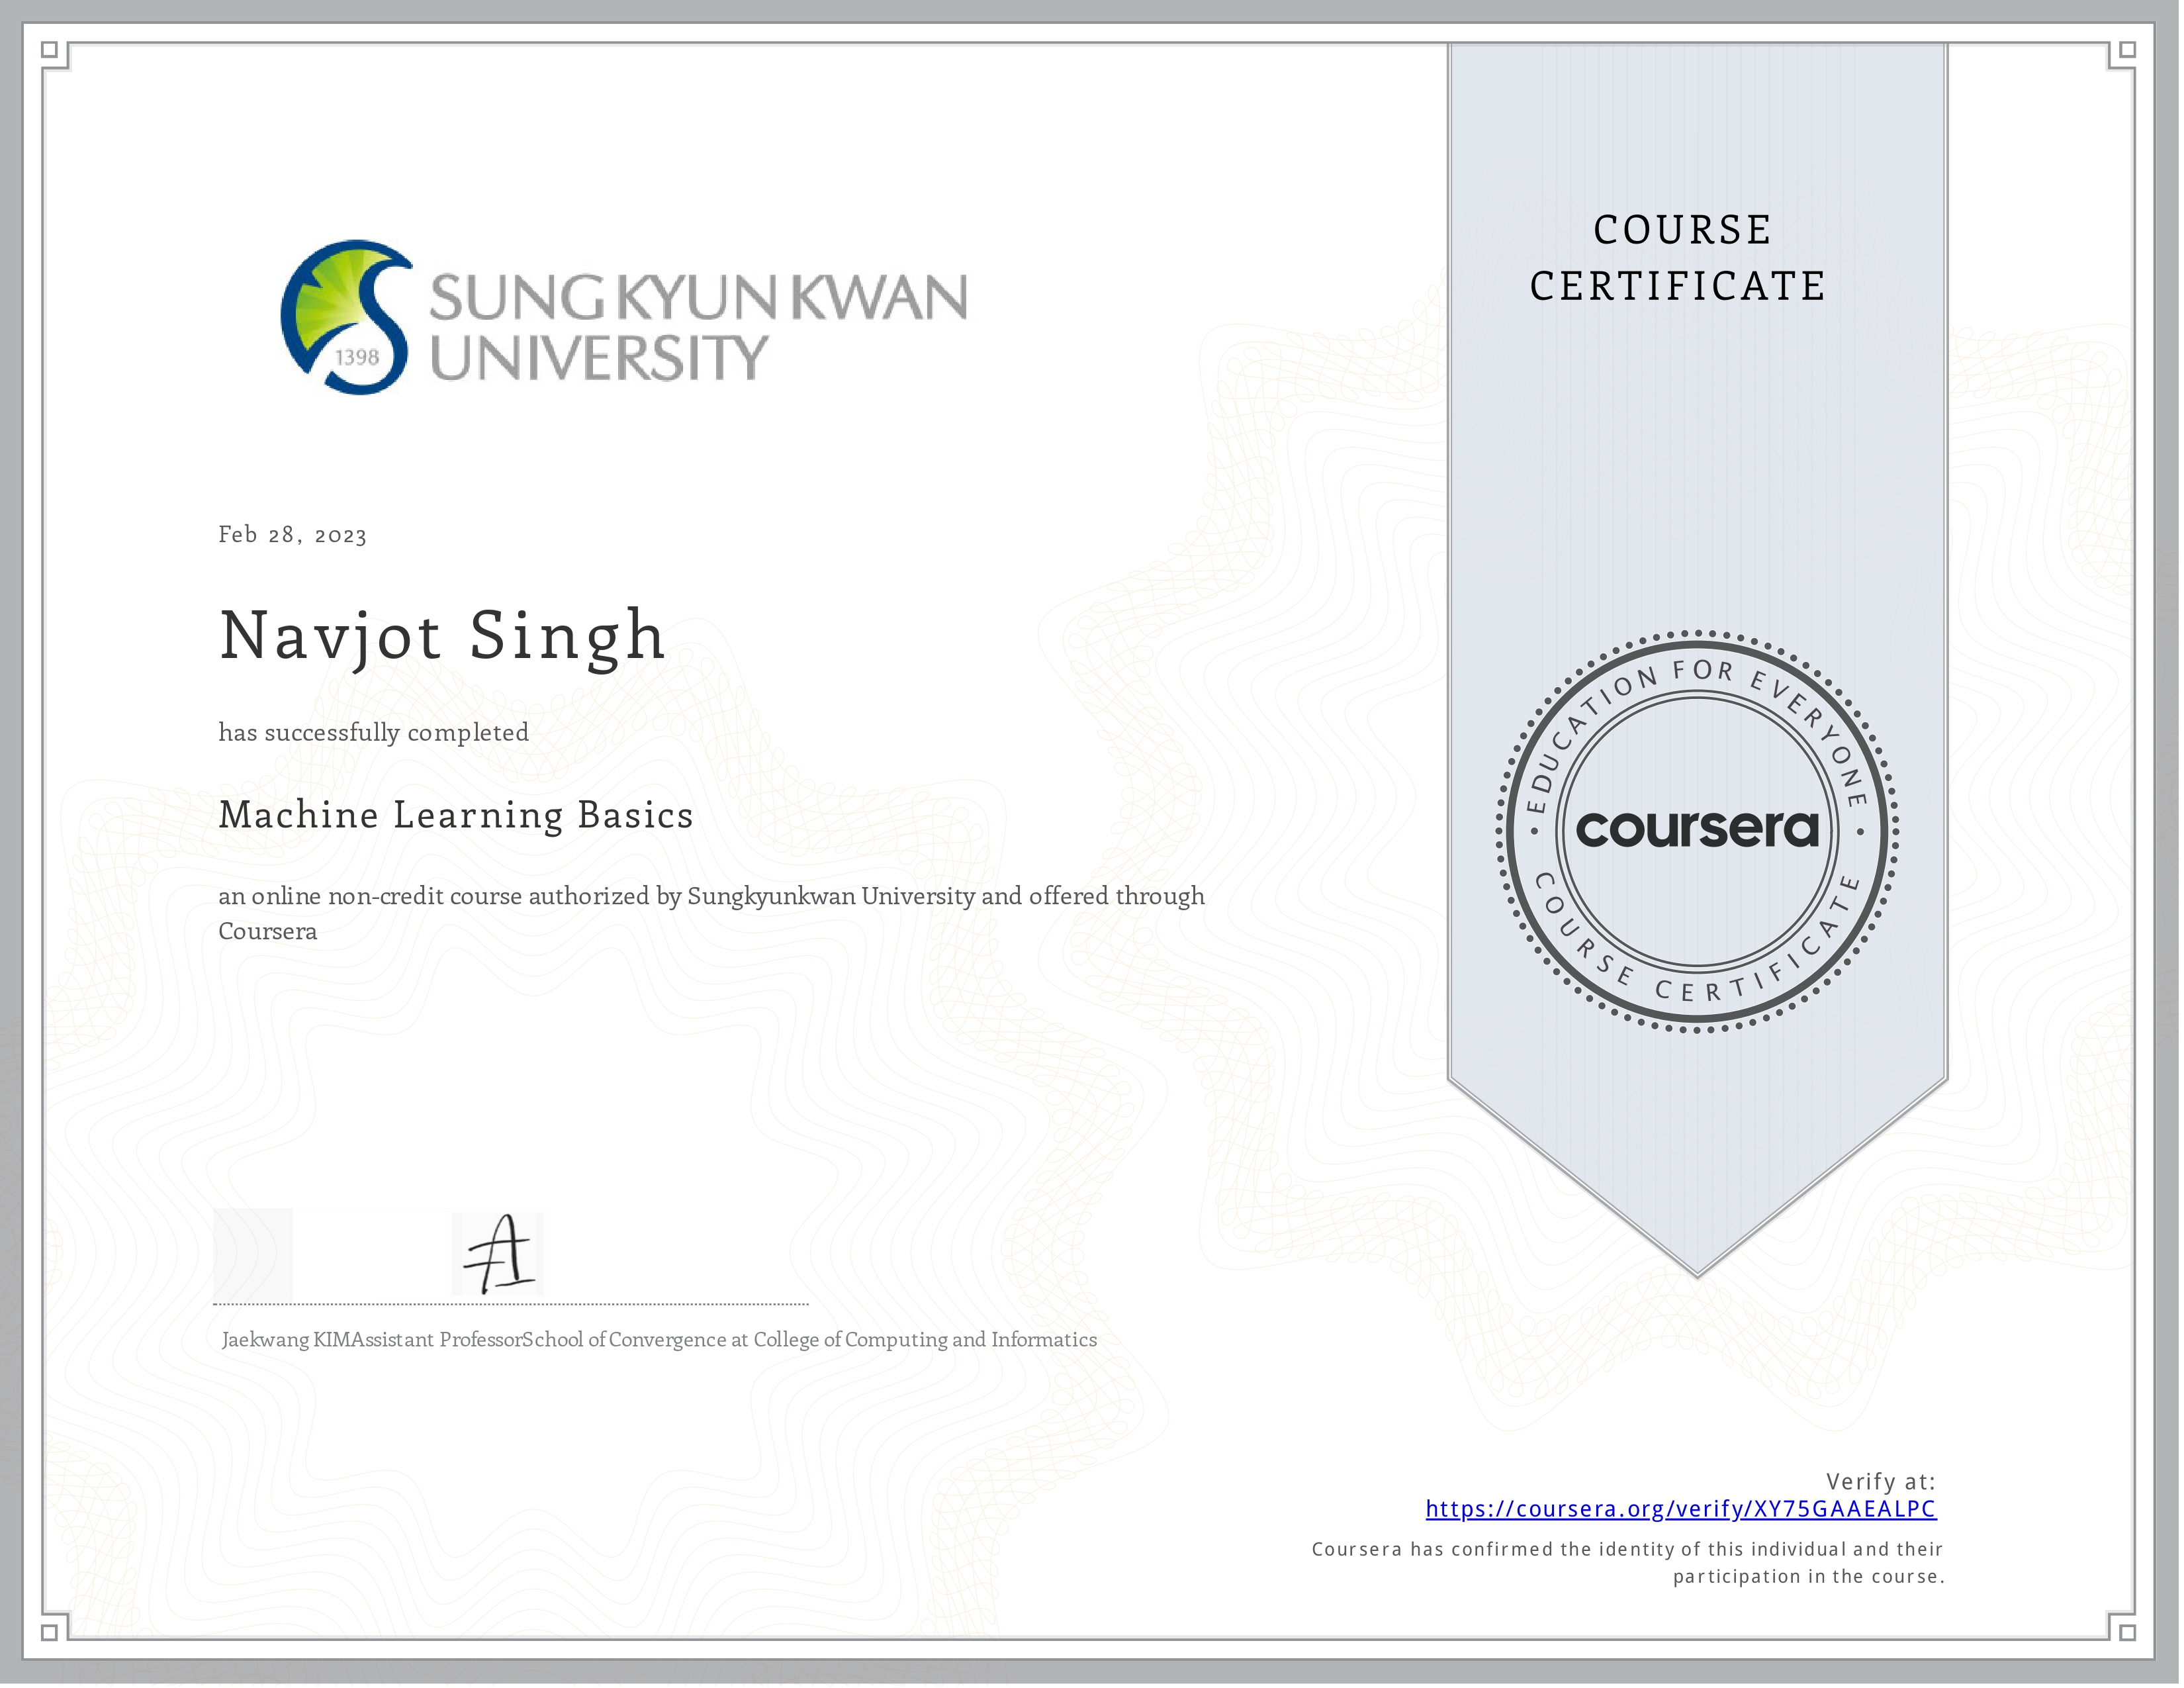 SUNGKYUNKWAN
UNIVERSITY
1398
COURSE
CERTIFICATE
Feb 28, 2023
Navjot Singh
has successfully completed
Machine Learning Basics
an online non-credit course authorized by Sungkyunkwan University and offered through
Coursera
EDUCATION FOR EVERYONE
coursera
COURSE CERTIFICATE
Jaekwang KIMAssistant ProfessorSchool of Convergence at College of Computing and Informatics
Verify at:
https://coursera.org/verify/XY75GAAEALPC
Coursera has confirmed the identity of this individual and their
participation in the course.